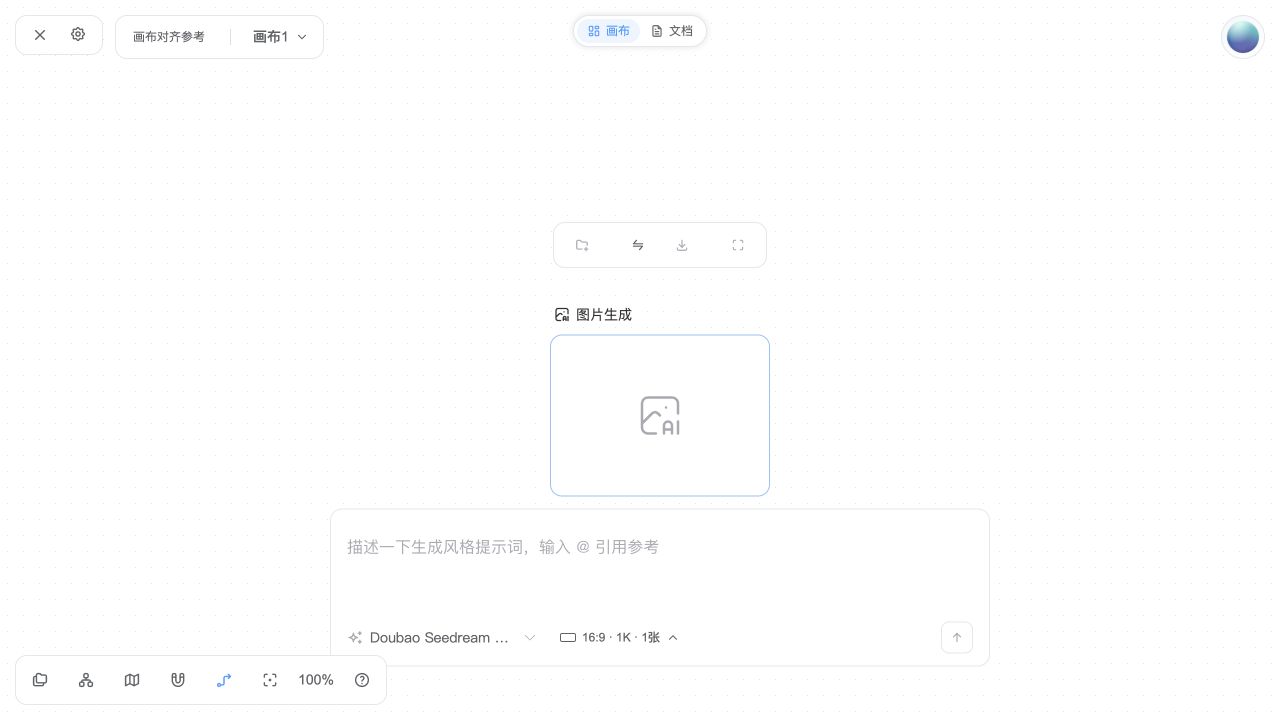 画布对齐参考
画布1
画布
文档
图片生成
AI
描述一下生成风格提示词，输入 @ 引用参考
Doubao Seedream ...
16:9 · 1K · 1张
100%